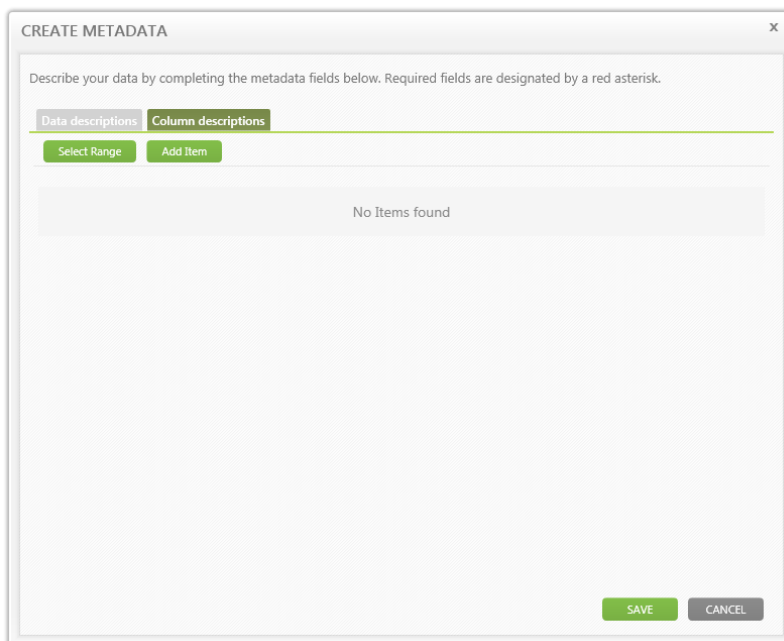 CREATE METADATA
x
Describe your data by completing the metadata fields below. Required fields are designated by a red asterisk.
Data descriptions Column descriptions
Select Range Add Item
No Items found
SAVE CANCEL